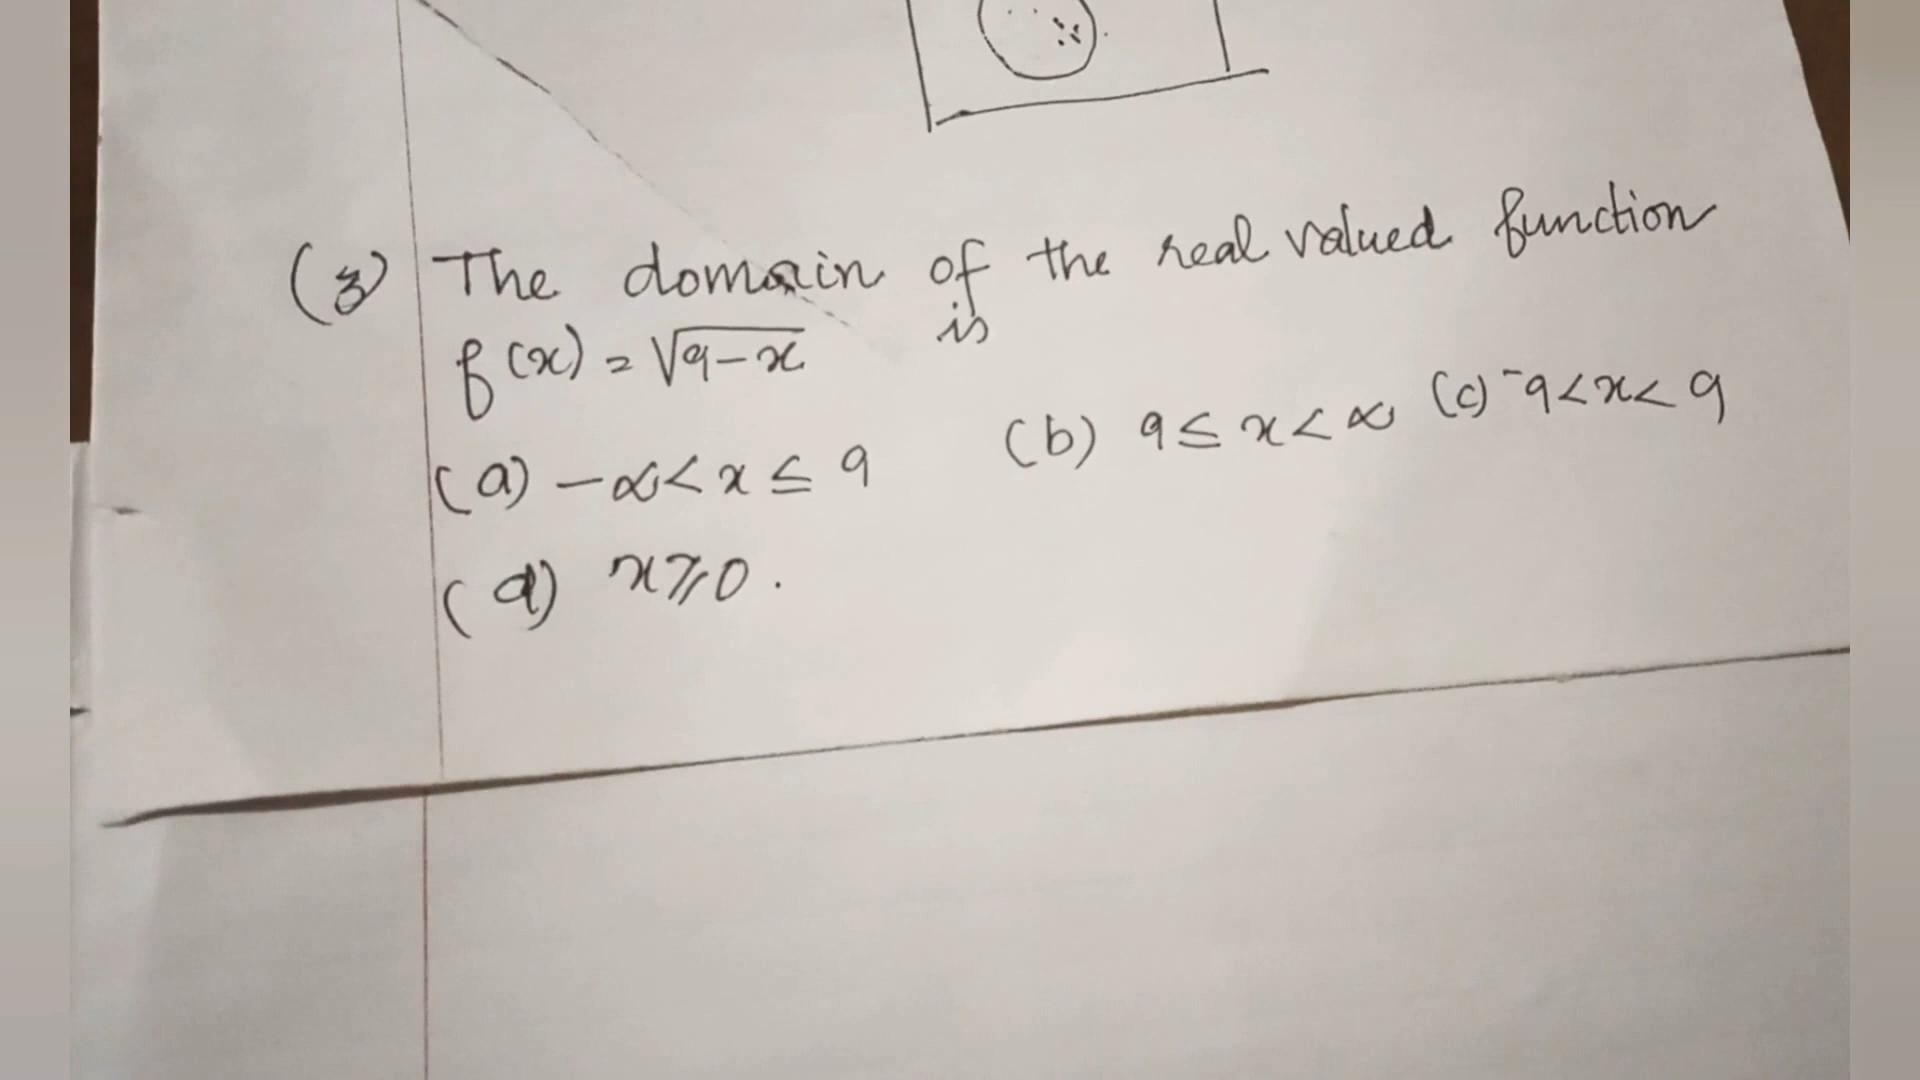 (3) The domain of the real valued function
f(x) = √9-x is
(a) -∞<x≤ 9 (b) 9≤x<∞ (c) -9<x<9
(d) x≥0.